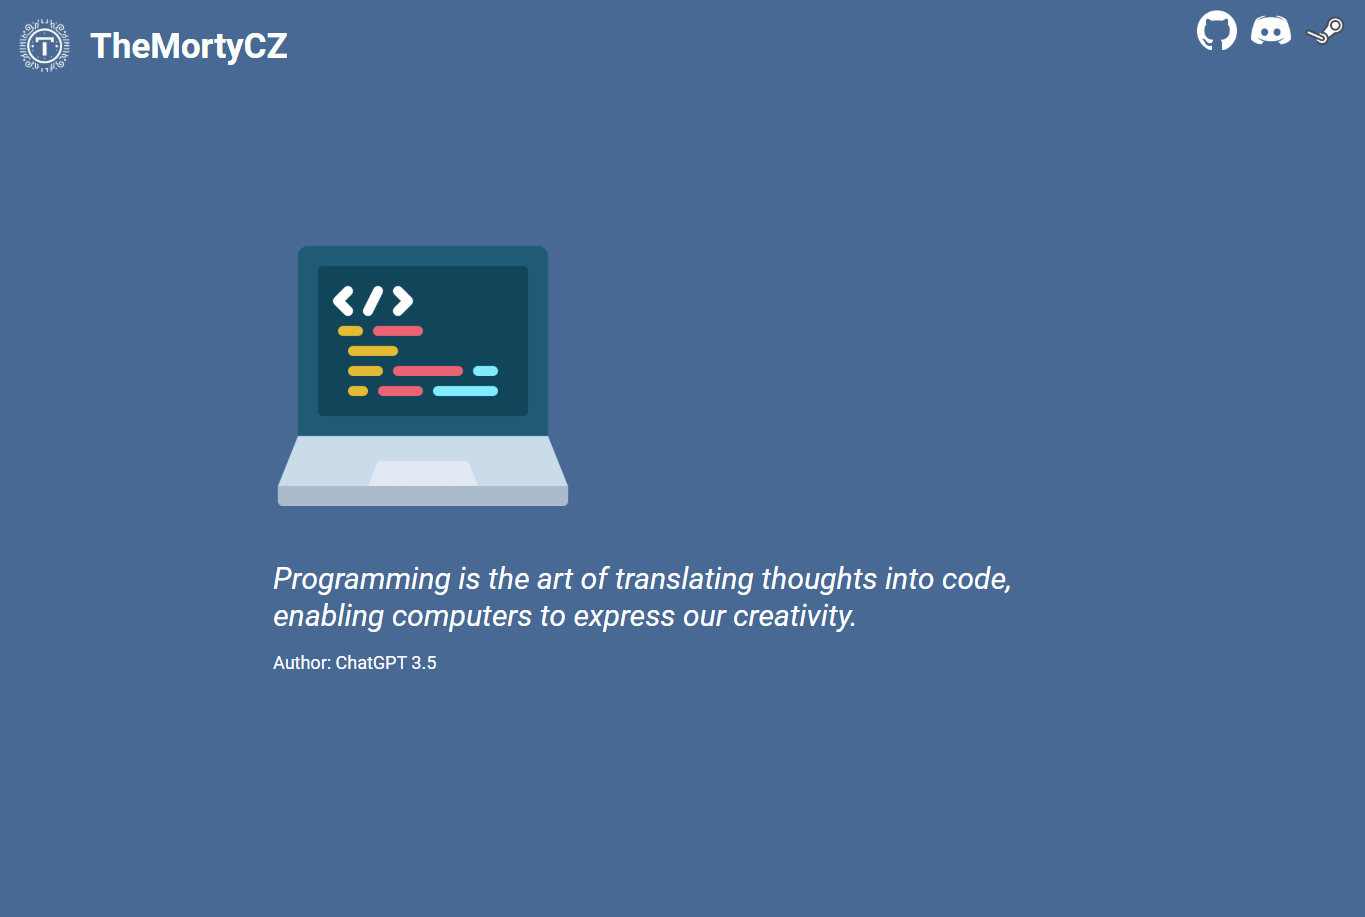 TheMortyCZ
</>
Programming is the art of translating thoughts into code,
enabling computers to express our creativity.
Author: ChatGPT 3.5